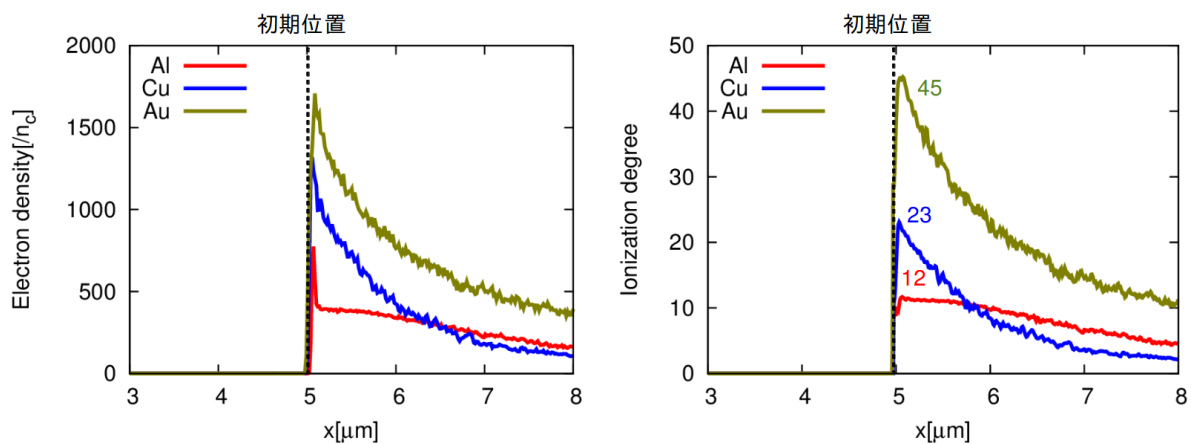 初期位置
2000
1500
1000
500
0
Electron density[/n_c]
Al
Cu
Au
3 4 5 6 7 8
x[μm]
初期位置
50
40
30
20
10
0
Ionization degree
Al
Cu
Au
45
23
12
3 4 5 6 7 8
x[μm]